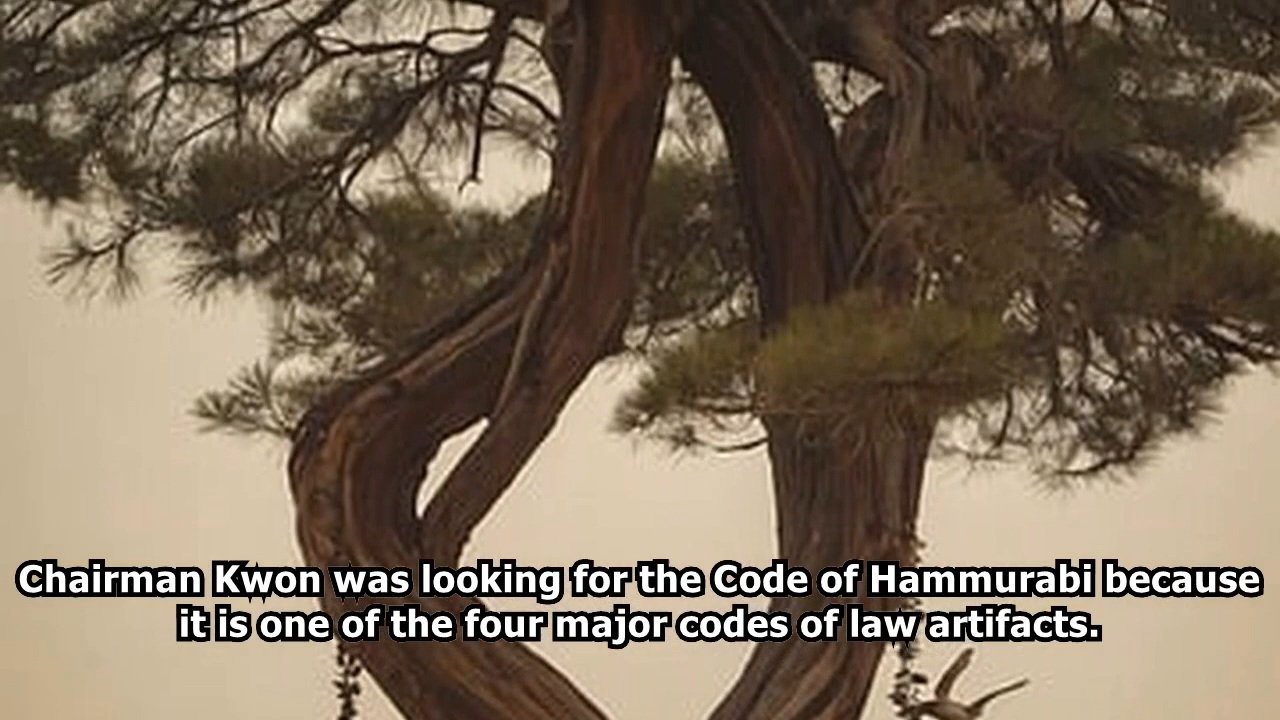 Chairman Kwon was looking for the Code of Hammurabi because
it is one of the four major codes of law artifacts.